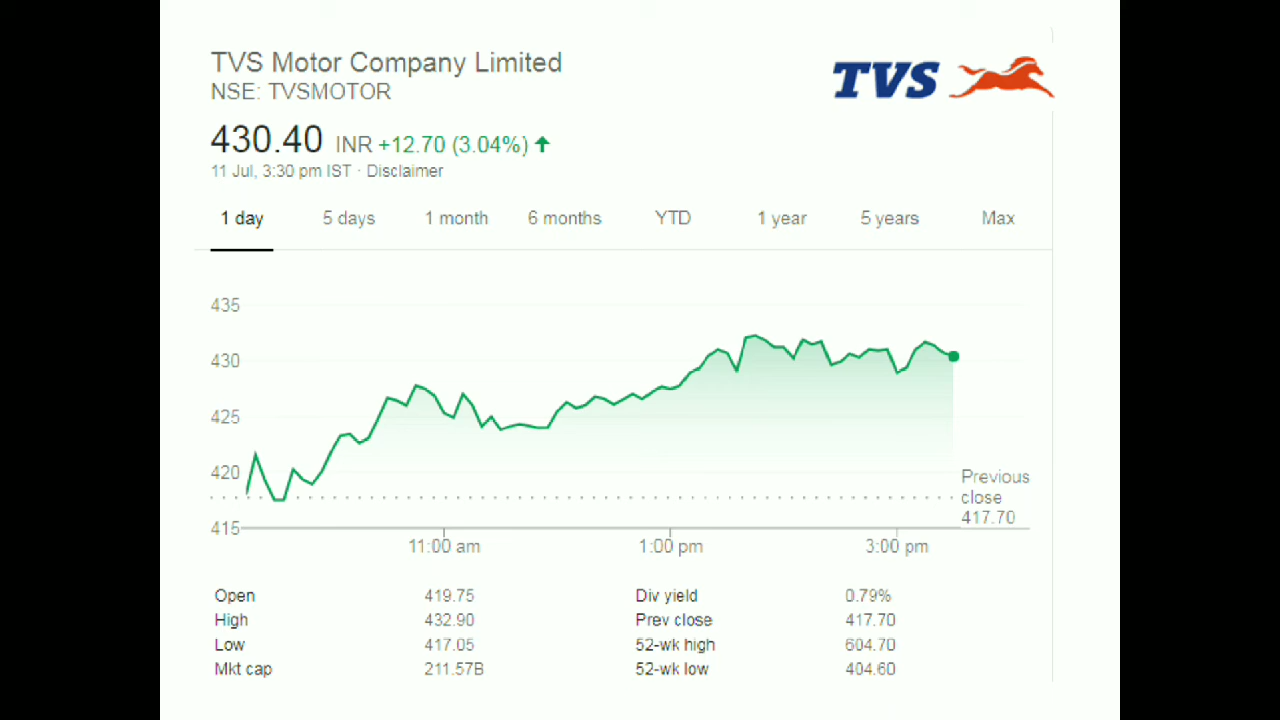 TVS Motor Company Limited
NSE: TVSMOTOR
TVS
430.40 INR +12.70 (3.04%)
11 Jul, 3:30 pm IST · Disclaimer
1 day 5 days 1 month 6 months YTD 1 year 5 years Max
435
430
425
420
415
Previous
close
417.70
11:00 am 1:00 pm 3:00 pm
Open 419.75 Div yield 0.79%
High 432.90 Prev close 417.70
Low 417.05 52-wk high 604.70
Mkt cap 211.57B 52-wk low 404.60